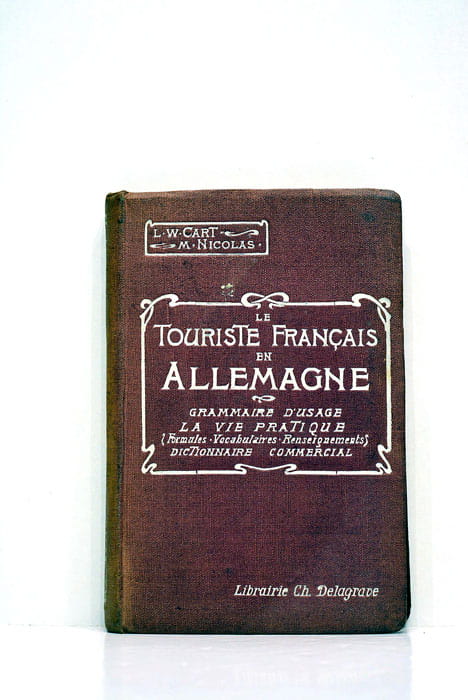 L·W·CART
M·NICOLAS·
LE
TOURISTE FRANÇAIS
EN
ALLEMAGNE
GRAMMAIRE D'USAGE
LA VIE PRATIQUE
(Formules·Vocabulaires·Renseignements)
DICTIONNAIRE COMMERCIAL
Librairie Ch. Delagrave